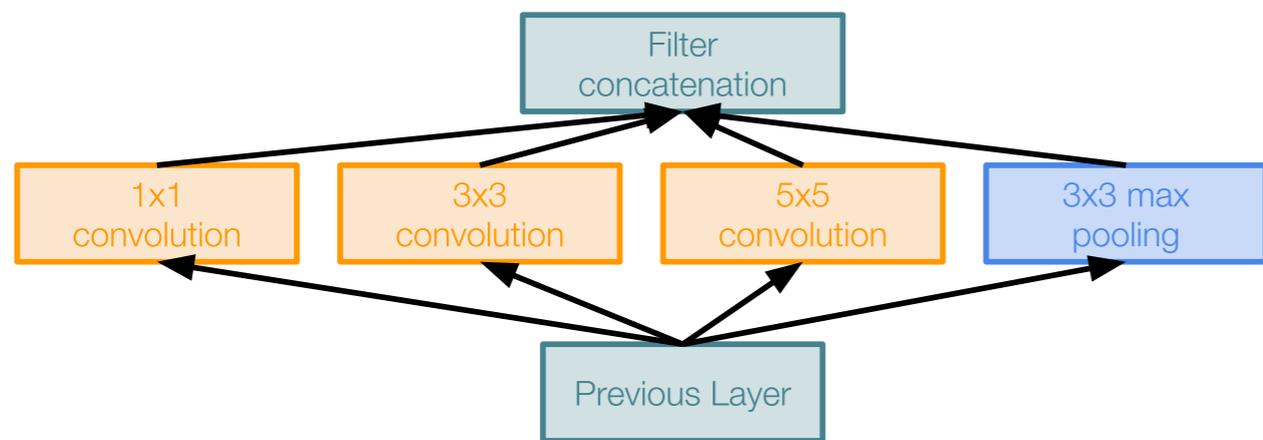 Filter
concatenation
1x1
convolution
3x3
convolution
5x5
convolution
3x3 max
pooling
Previous Layer